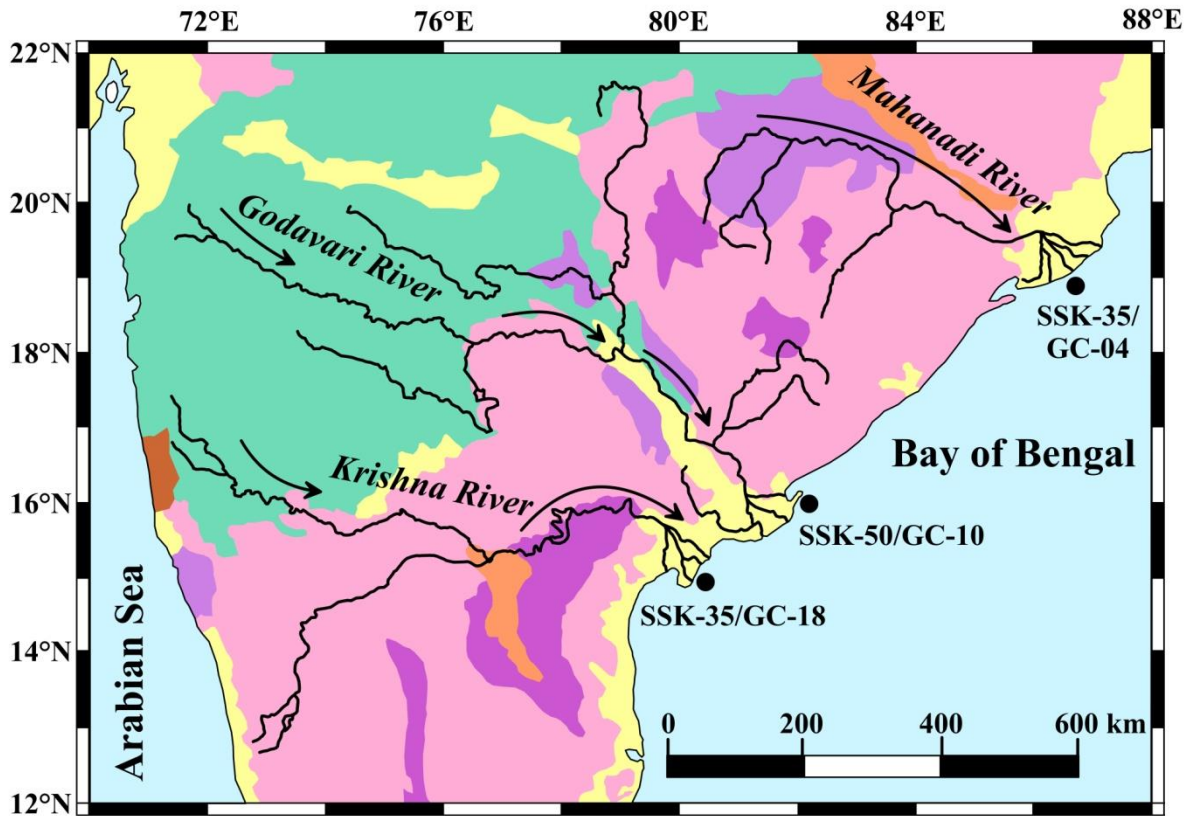 72°E 76°E 80°E 84°E 88°E
22°N
20°N
18°N
16°N
14°N
12°N
Mahanadi River
Godavari River
SSK-35/
GC-04
Krishna River
Bay of Bengal
SSK-50/GC-10
SSK-35/GC-18
Arabian Sea
0 200 400 600 km